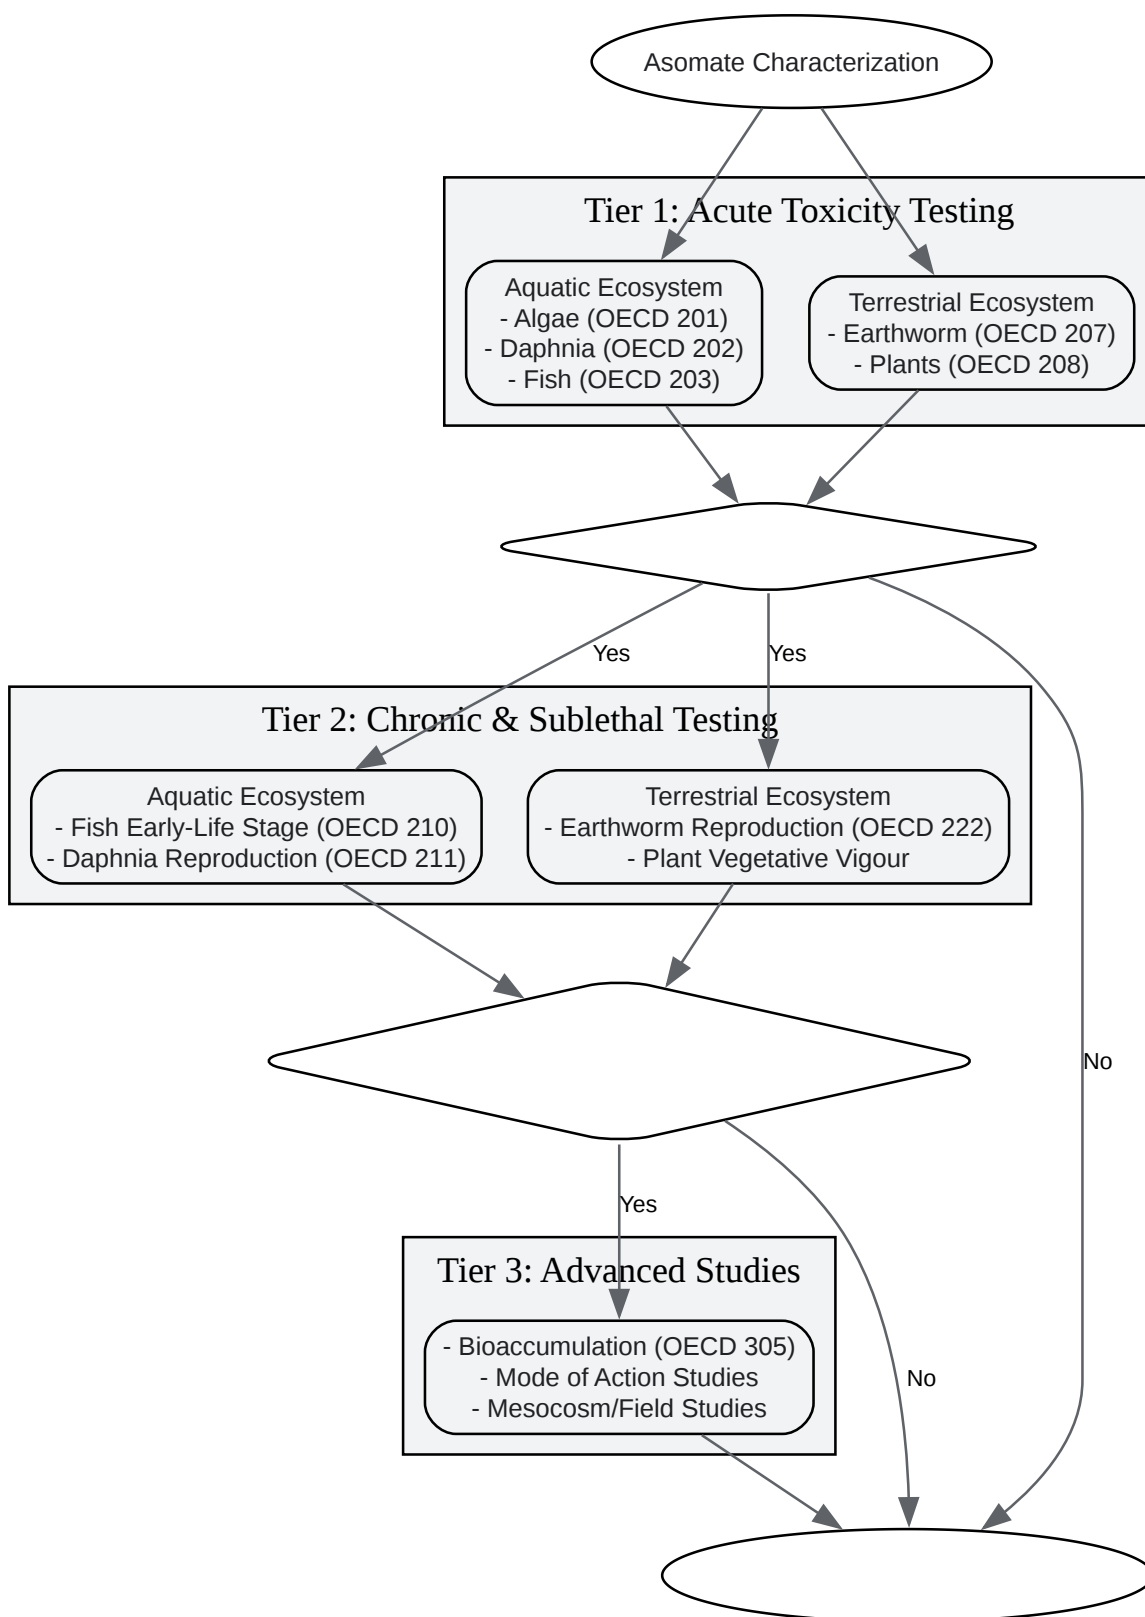 Asomate Characterization
Tier 1: Acute Toxicity Testing
Aquatic Ecosystem
- Algae (OECD 201)
- Daphnia (OECD 202)
- Fish (OECD 203)
Terrestrial Ecosystem
- Earthworm (OECD 207)
- Plants (OECD 208)
Yes
Yes
Tier 2: Chronic & Sublethal Testing
Aquatic Ecosystem
- Fish Early-Life Stage (OECD 210)
- Daphnia Reproduction (OECD 211)
Terrestrial Ecosystem
- Earthworm Reproduction (OECD 222)
- Plant Vegetative Vigour
No
Yes
Tier 3: Advanced Studies
- Bioaccumulation (OECD 305)
- Mode of Action Studies
- Mesocosm/Field Studies
No